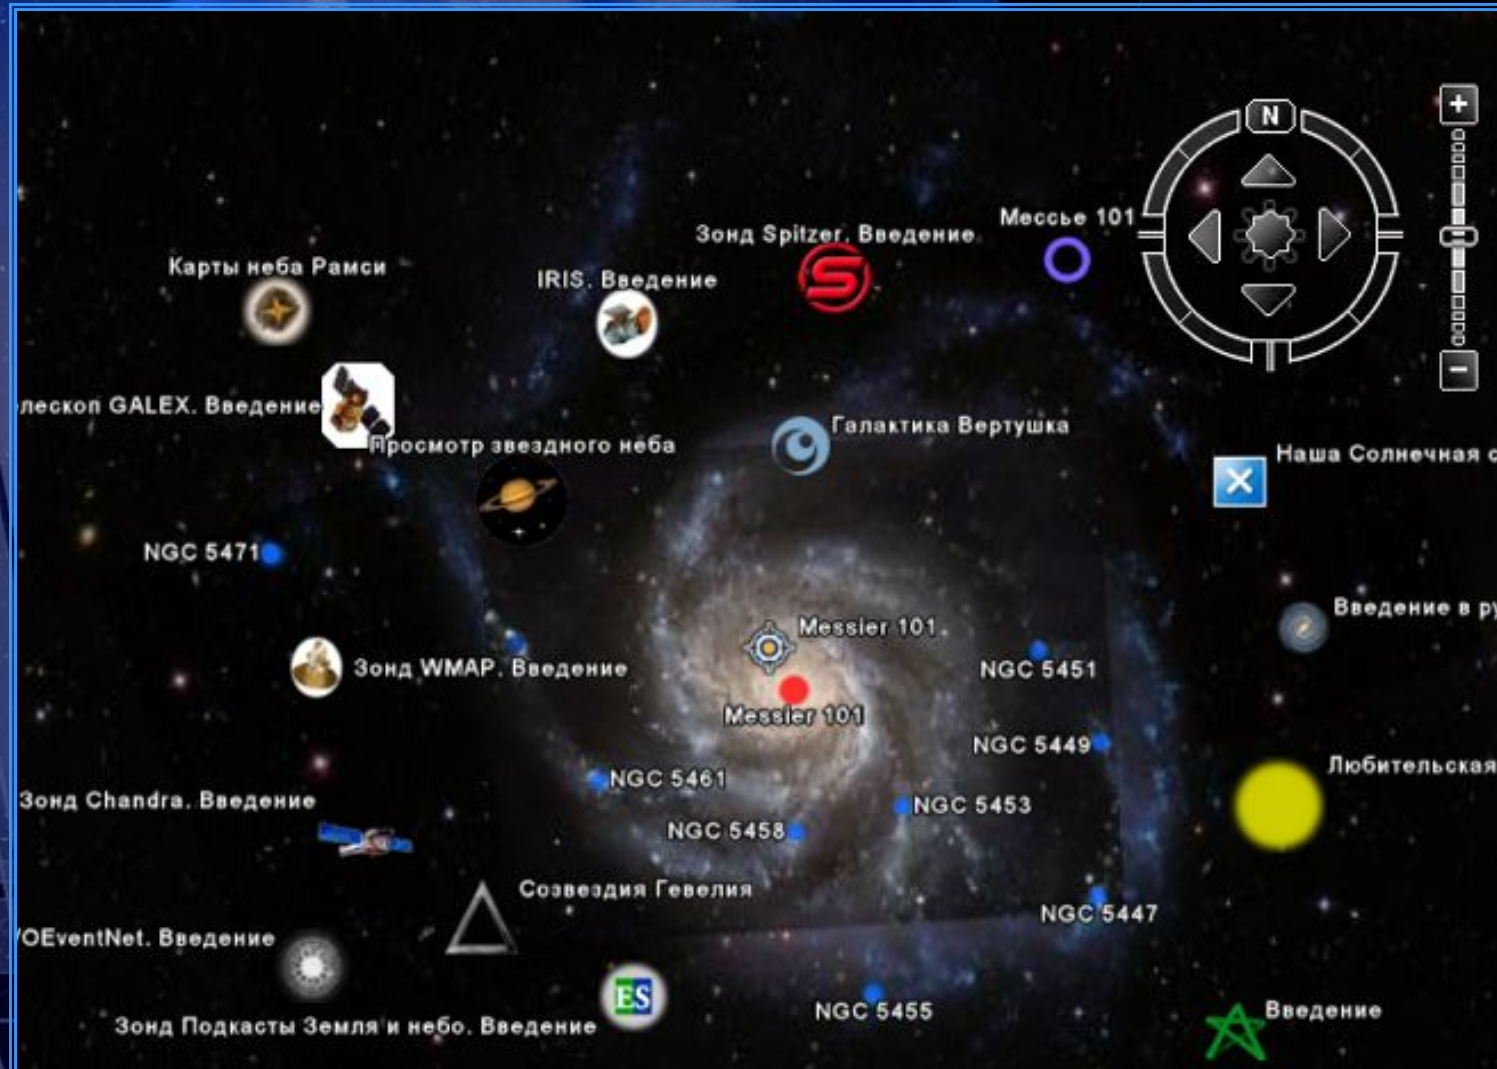 N
Мессье 101
Зонд Spitzer. Введение
Карты неба Рамси
IRIS. Введение
GALEX. Введение
Галактика Вертушка
Просмотр звездного неба
Наша Солнечная
NGC 5471
Введение в
Messier 101
Зонд WMAP. Введение
NGC 5451
Messier 101
NGC 5449
Любительская
NGC 5461
Зонд Chandra. Введение
NGC 5453
NGC 5458
Созвездия Гевелия
NGC 5447
OEventNet. Введение
ES
NGC 5455
Введение
Зонд Подкасты Земля и небо. Введение